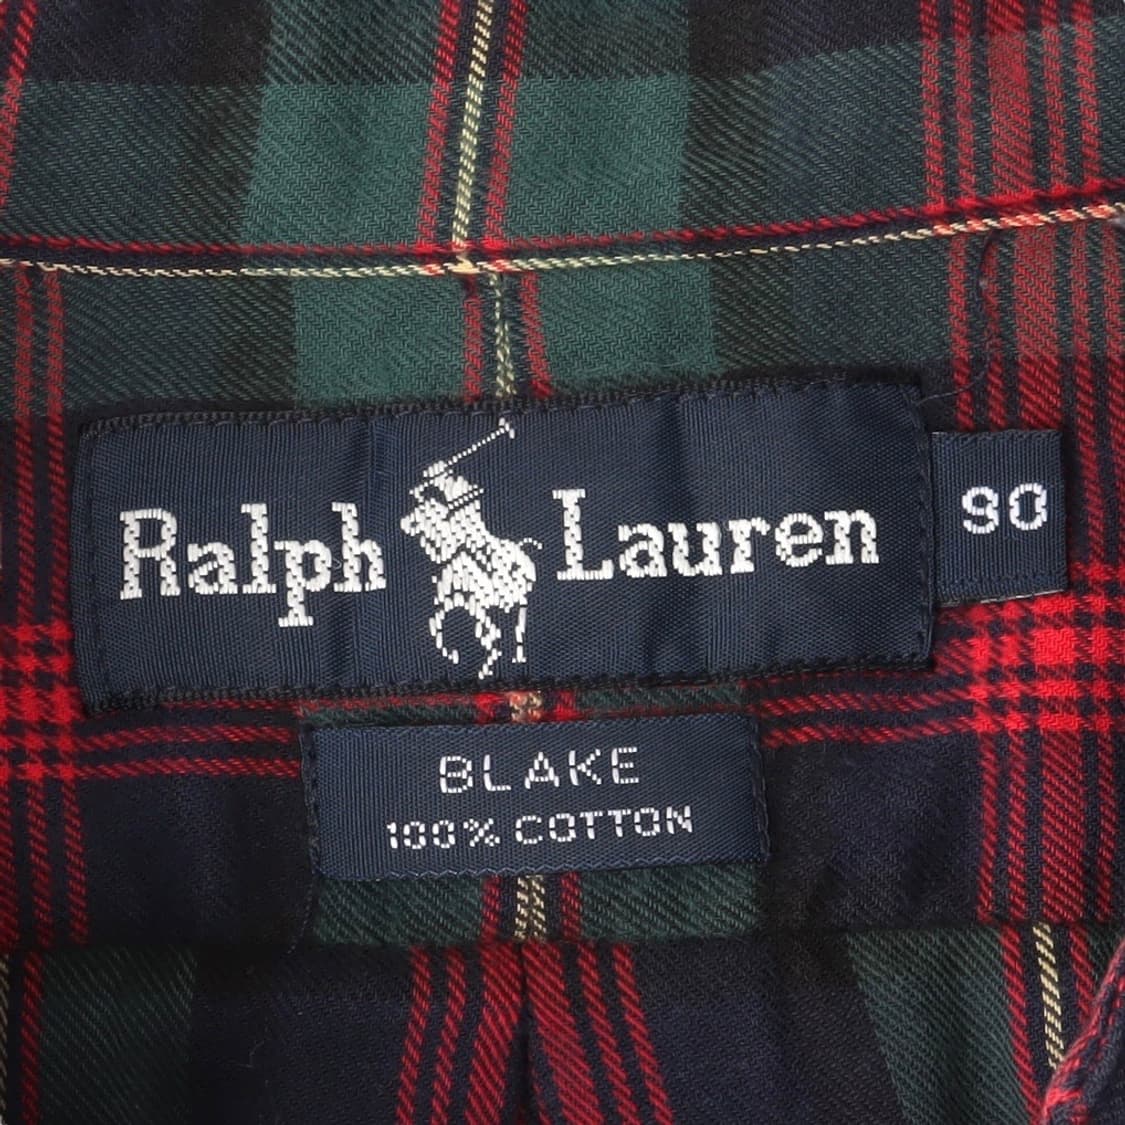 Ralph Lauren
90
BLAKE
100% COTTON